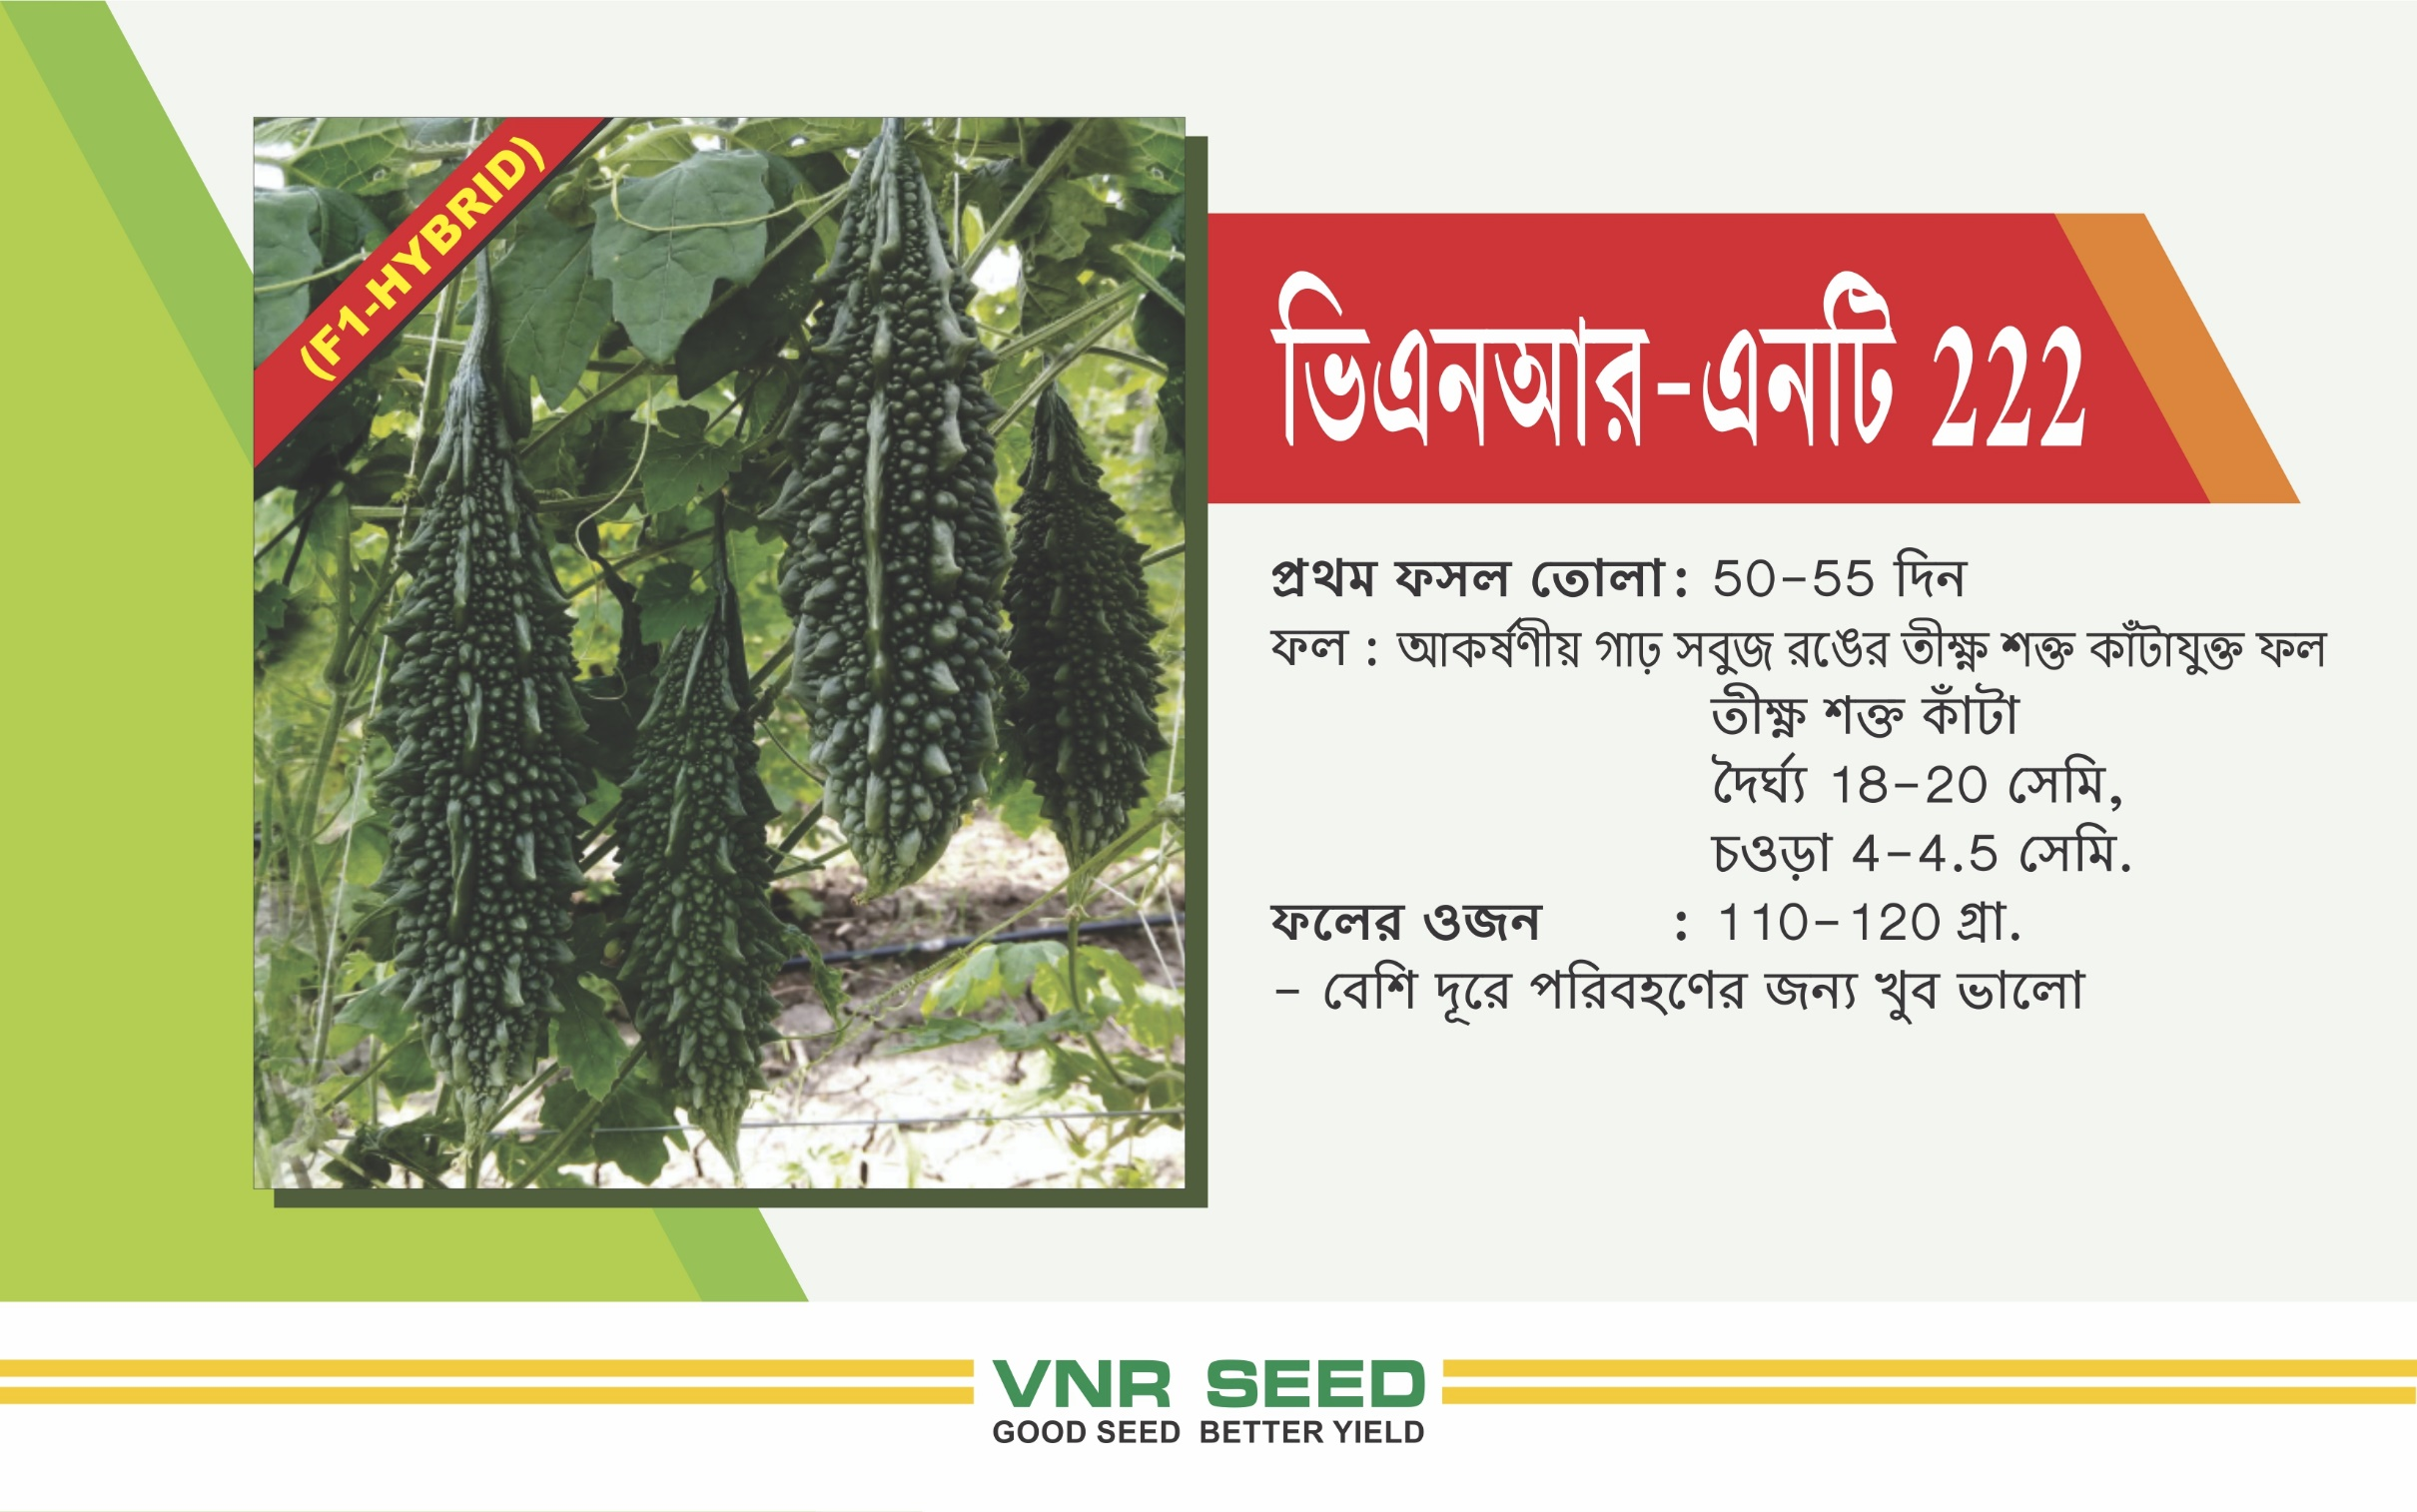 (F1-HYBRID))
ভিএনআর-এনটি 222
প্রথম ফসল তোলা : 50-55 দিন
ফল : আকর্ষণীয় গাঢ় সবুজ রঙের তীক্ষ্ণ শক্ত কাঁটাযুক্ত ফল
তীক্ষ্ণ শক্ত কাঁটা
দৈর্ঘ্য 18-20 সেমি,
চওড়া 4-4.5 সেমি.
ফলের ওজন : 110-120 গ্রা.
- বেশি দূরে পরিবহণের জন্য খুব ভালো
VNR SEED
GOOD SEED BETTER YIELD